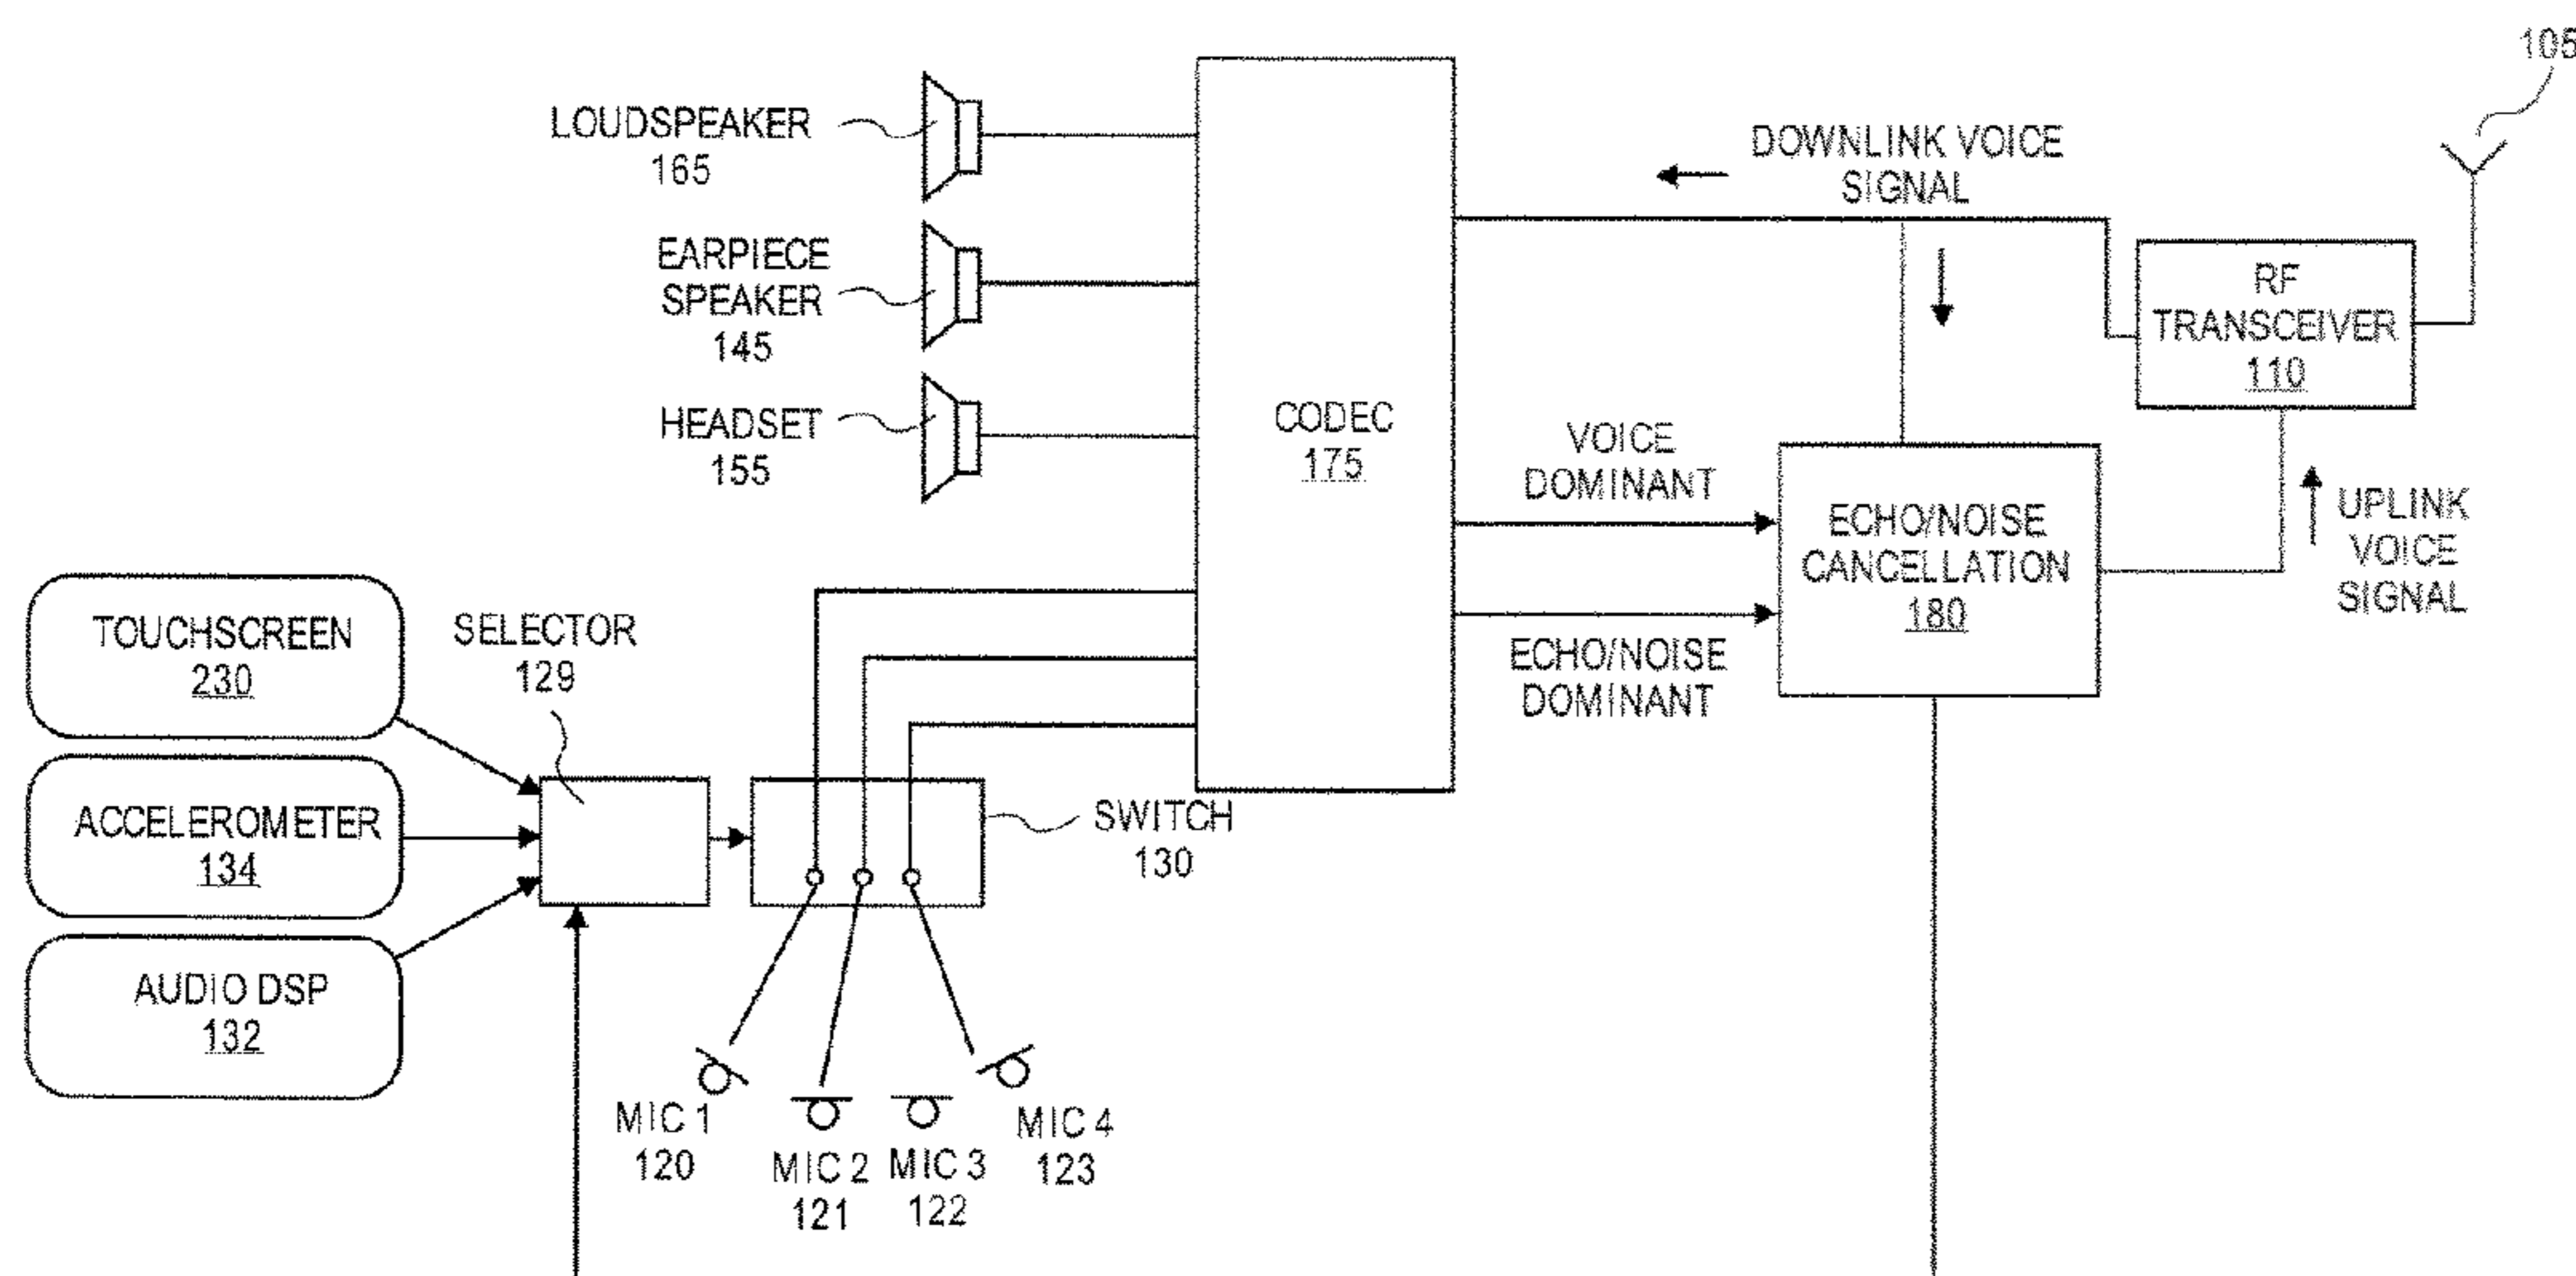 105
LOUDSPEAKER
165
DOWNLINK VOICE
SIGNAL
EARPIECE
SPEAKER
145
RF
TRANSCEIVER
110
HEADSET
155
CODEC
175
VOICE
DOMINANT
ECHO/NOISE
CANCELLATION
180
UPLINK
VOICE
SIGNAL
ECHO/NOISE
DOMINANT
TOUCHSCREEN
230
SELECTOR
129
ACCELEROMETER
134
SWITCH
130
AUDIO DSP
132
MIC 1
120
MIC 2
121
MIC 3
122
MIC 4
123